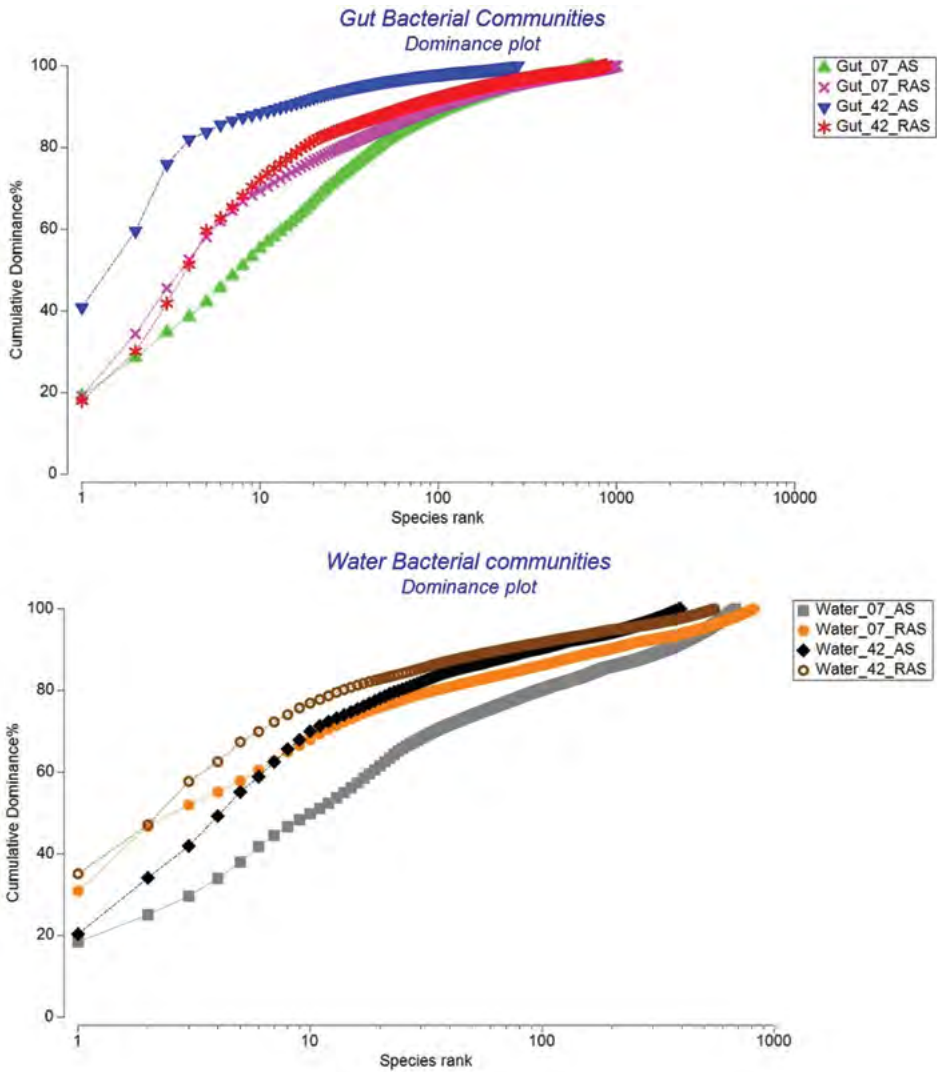 Gut Bacterial Communities
Dominance plot
100
80
60
40
20
0
Cumulative Dominance%
1
10
100
1000
10000
Species rank
Gut_07_AS
Gut_07_RAS
Gut_42_AS
Gut_42_RAS
Water Bacterial communities
Dominance plot
100
80
60
40
20
0
Cumulative Dominance%
1
10
100
1000
Species rank
Water_07_AS
Water_07_RAS
Water_42_AS
Water_42_RAS